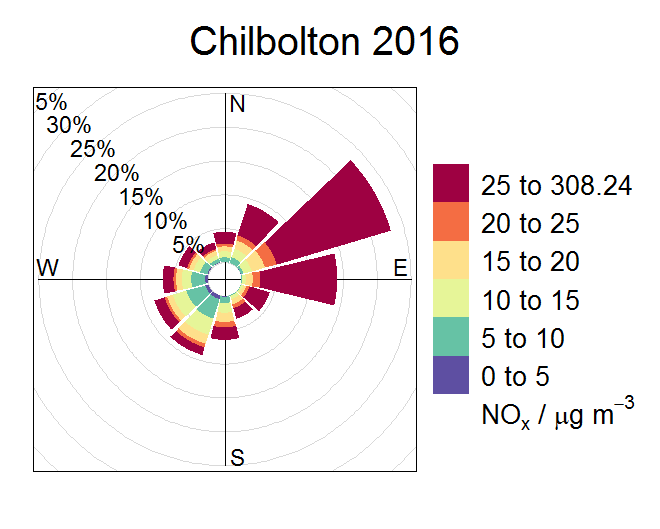 Chilbolton 2016
5%
30%
25%
20%
15%
10%
5%
N
W
E
S
25 to 308.24
20 to 25
15 to 20
10 to 15
5 to 10
0 to 5
NOₓ / μg m⁻³